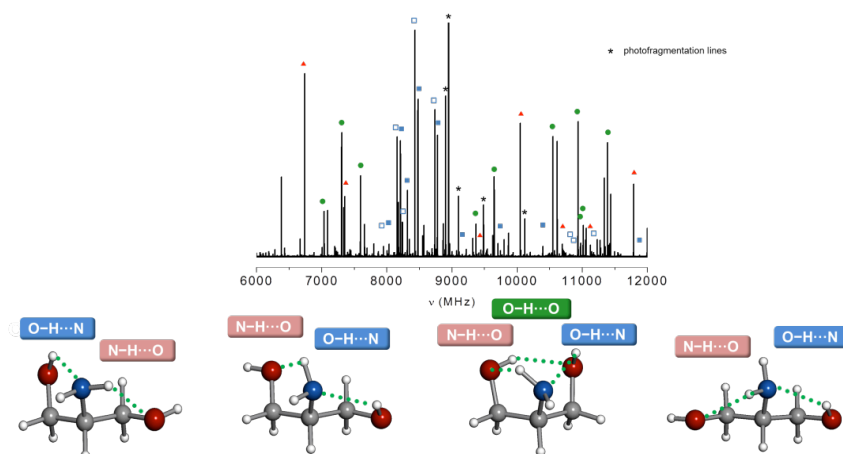 * photofragmentation lines
6000 7000 8000 9000 10000 11000 12000
ν (MHz)
O–H···N
N–H···O
N–H···O
O–H···N
O–H···O
N–H···O
O–H···N
N–H···O
O–H···N